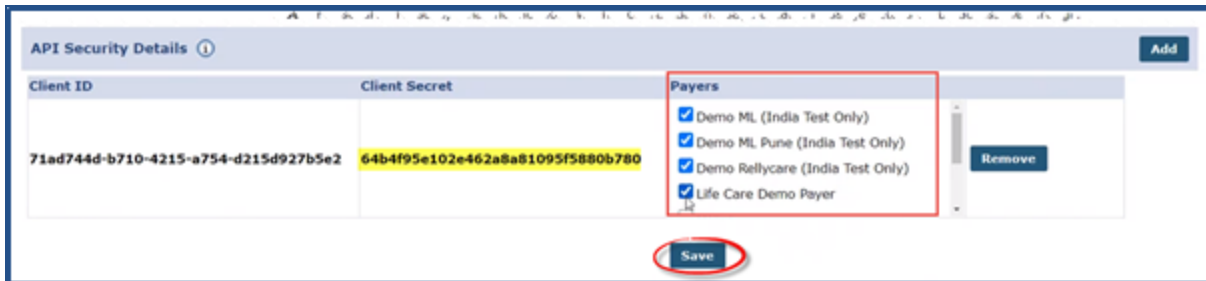 API Security Details
Add
Client ID Client Secret Payers
Demo ML (India Test Only)
Demo ML Pune (India Test Only)
71ad744d-b710-4215-a754-d215d927b5e2 64b4f95e102e462a8a81095f5880b780 Remove
Demo Rellycare (India Test Only)
Life Care Demo Payer
Save